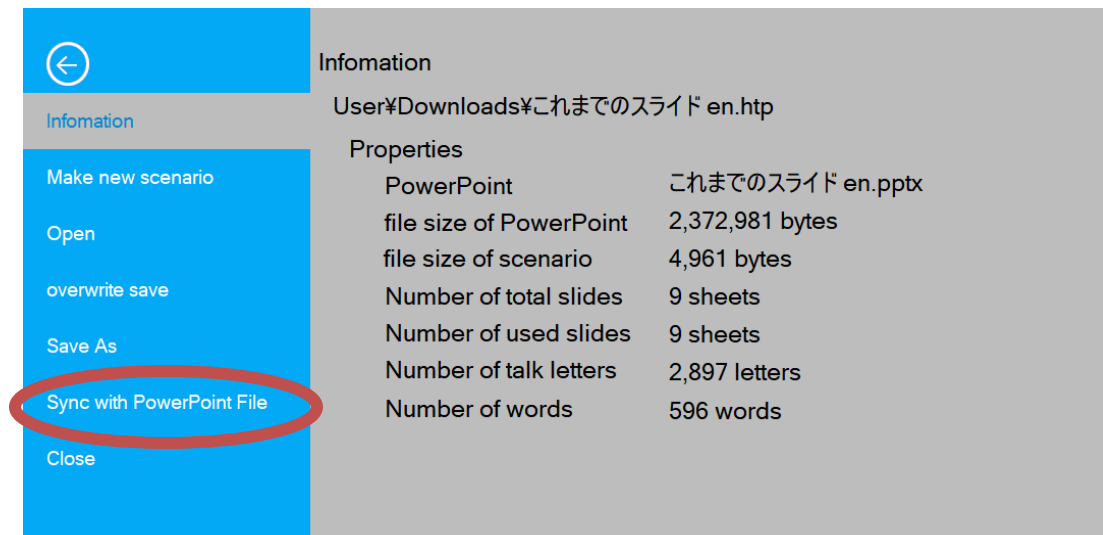 Infomation
Make new scenario
Open
overwrite save
Save As
Sync with PowerPoint File
Close
Infomation
User¥Downloads¥これまでのスライド en.htp
Properties
PowerPoint これまでのスライド en.pptx
file size of PowerPoint 2,372,981 bytes
file size of scenario 4,961 bytes
Number of total slides 9 sheets
Number of used slides 9 sheets
Number of talk letters 2,897 letters
Number of words 596 words